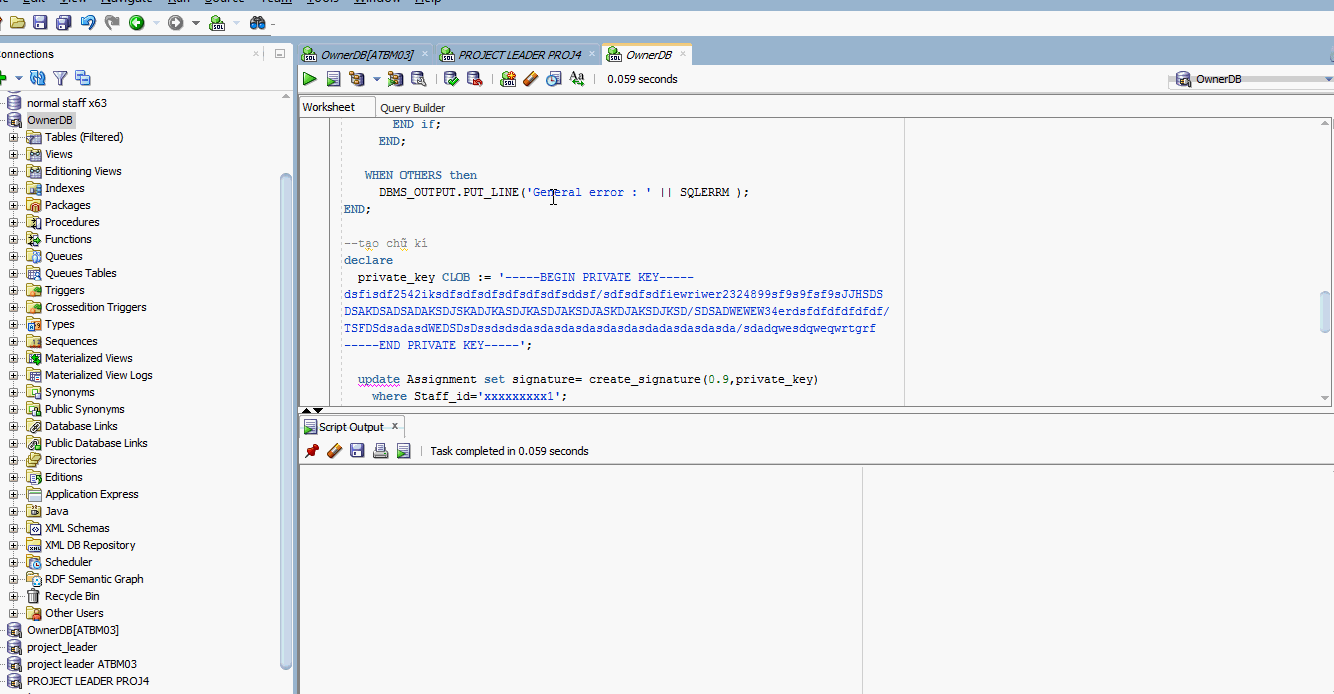 Edit View Navigate Run Source Team Tools Window Help
Connections
normal staff x63
OwnerDB
Tables (Filtered)
Views
Editioning Views
Indexes
Packages
Procedures
Functions
Queues
Queues Tables
Triggers
Crossedition Triggers
Types
Sequences
Materialized Views
Materialized View Logs
Synonyms
Public Synonyms
Database Links
Public Database Links
Directories
Editions
Application Express
Java
XML Schemas
XML DB Repository
Scheduler
RDF Semantic Graph
Recycle Bin
Other Users
OwnerDB[ATBM03]
project_leader
project leader ATBM03
PROJECT LEADER PROJ4
OwnerDB[ATBM03] PROJECT LEADER PROJ4 OwnerDB
0.059 seconds OwnerDB
Worksheet Query Builder
END if;
END;
WHEN OTHERS then
DBMS_OUTPUT.PUT_LINE('General error : ' || SQLERRM );
END;
--tạo chữ kí
declare
private_key CLOB := '-----BEGIN PRIVATE KEY-----
dsfisdf2542iksdfsdfsdfsdfsdfsdfsddsf/sdfsdfsdfiewriwer2324899sf9s9fsf9sJJHSDS
DSAKDSADSADAKSDJSKADJKADJKASDJAKSDJASKDJAKSDJKSD/SDSADWEWEW34erdsfdfdfdfdfdf/
TSFDSdsadasdWEDSDsDssdsdsdasdasdasdasdasdasdadasdasdasda/sdadqwesdqweqwrtgrf
-----END PRIVATE KEY-----';
update Assignment set signature= create_signature(0.9,private_key)
where Staff_id='xxxxxxxxx1';
Script Output x
Task completed in 0.059 seconds